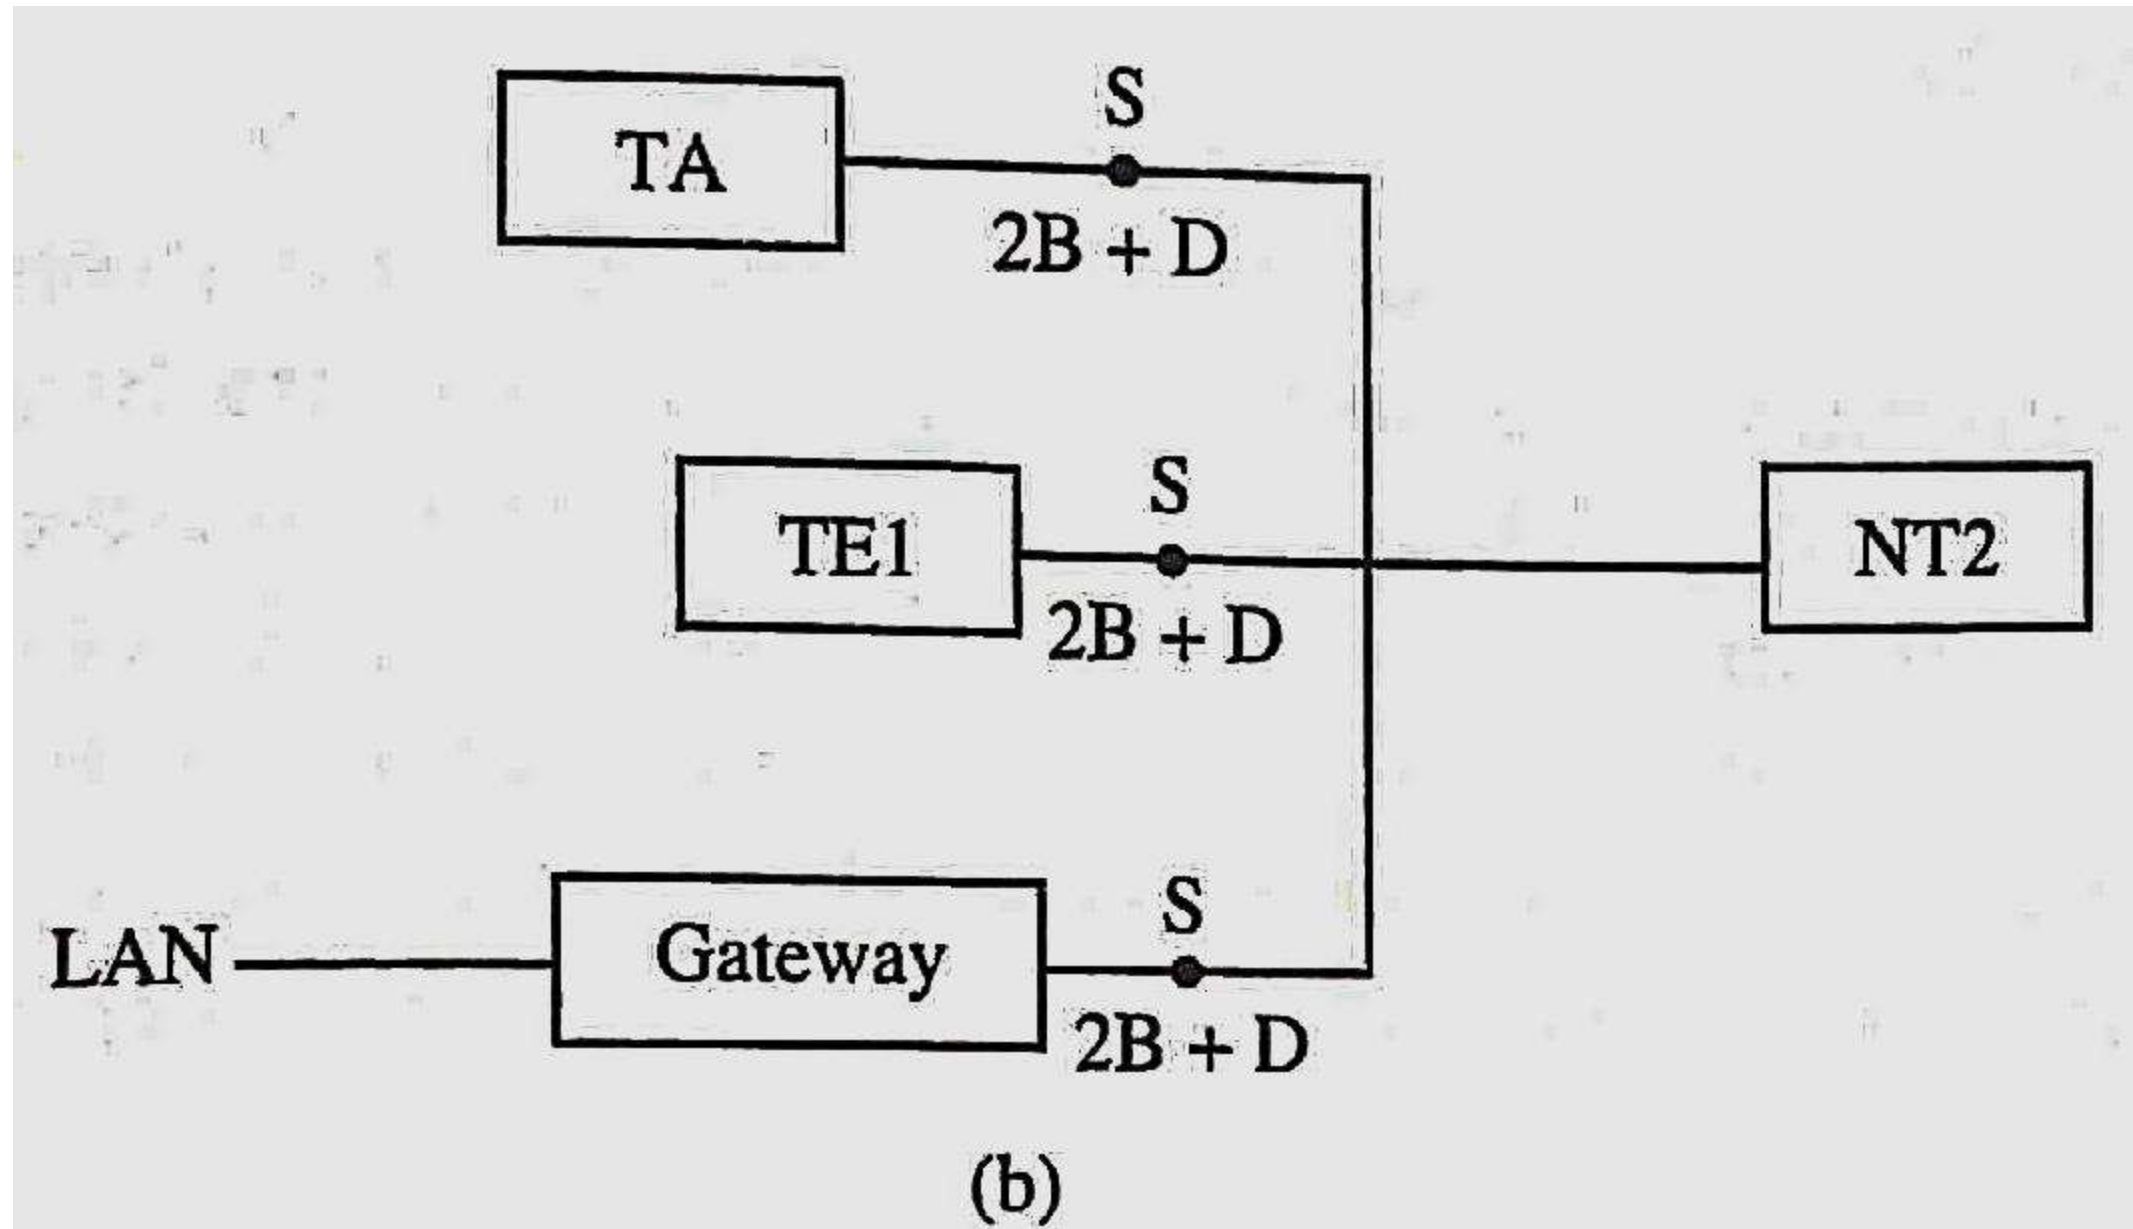 S
TA
2B + D
S
TE1
NT2
2B + D
S
LAN
Gateway
2B + D
(b)